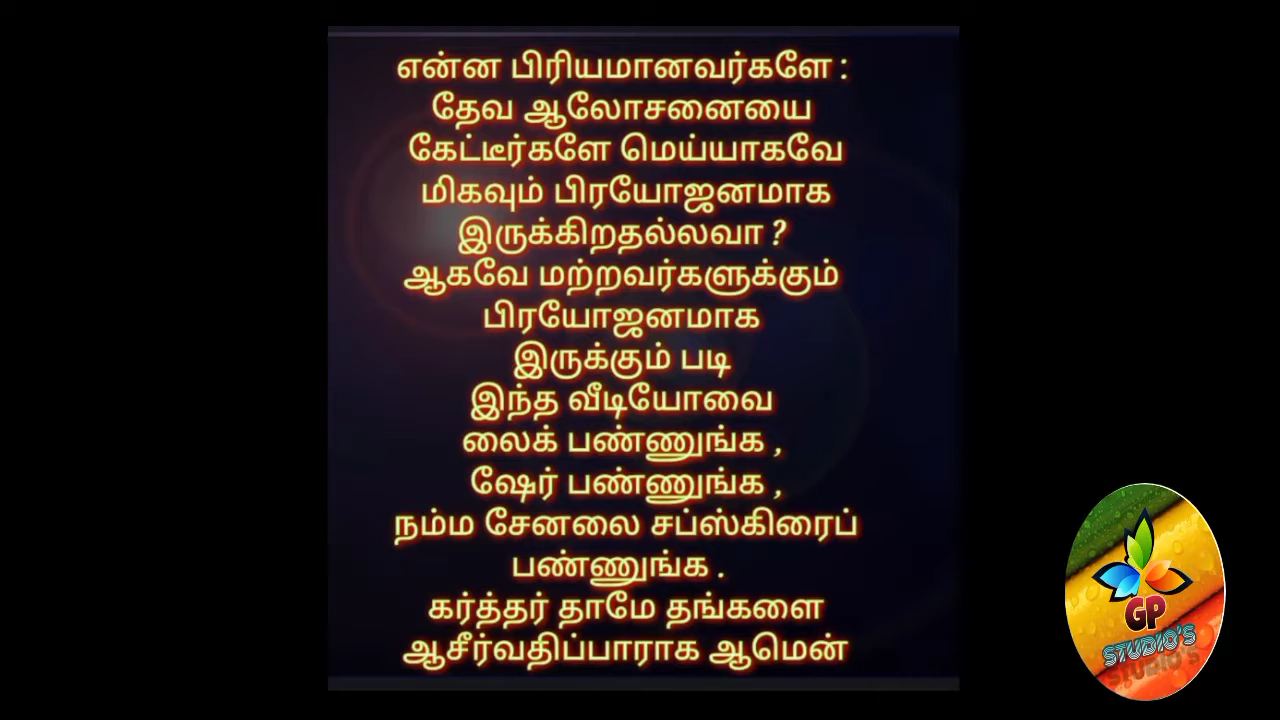 என்ன பிரியமானவர்களே :
தேவ ஆலோசனையை
கேட்டீர்களே மெய்யாகவே
மிகவும் பிரயோஜனமாக
இருக்கிறதல்லவா ?
ஆகவே மற்றவர்களுக்கும்
பிரயோஜனமாக
இருக்கும் படி
இந்த வீடியோவை
லைக் பண்ணுங்க ,
ஷேர் பண்ணுங்க ,
நம்ம சேனலை சப்ஸ்கிரைப்
பண்ணுங்க .
கர்த்தர் தாமே தங்களை
ஆசீர்வதிப்பாராக ஆமென்
GP
STUDIO'S